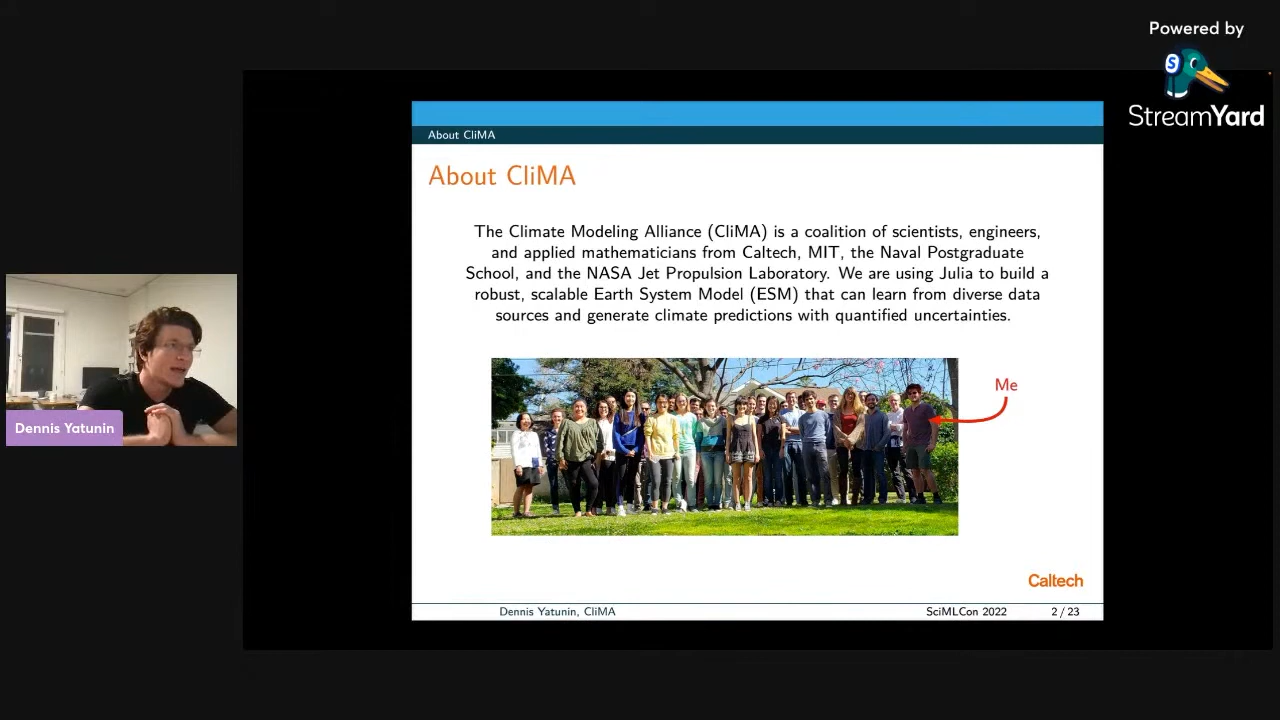 Powered by
S
StreamYard
About CliMA
About CliMA
The Climate Modeling Alliance (CliMA) is a coalition of scientists, engineers,
and applied mathematicians from Caltech, MIT, the Naval Postgraduate
School, and the NASA Jet Propulsion Laboratory. We are using Julia to build a
robust, scalable Earth System Model (ESM) that can learn from diverse data
sources and generate climate predictions with quantified uncertainties.
Me
Dennis Yatunin
Caltech
Dennis Yatunin, CliMA SciMLCon 2022 2 / 23